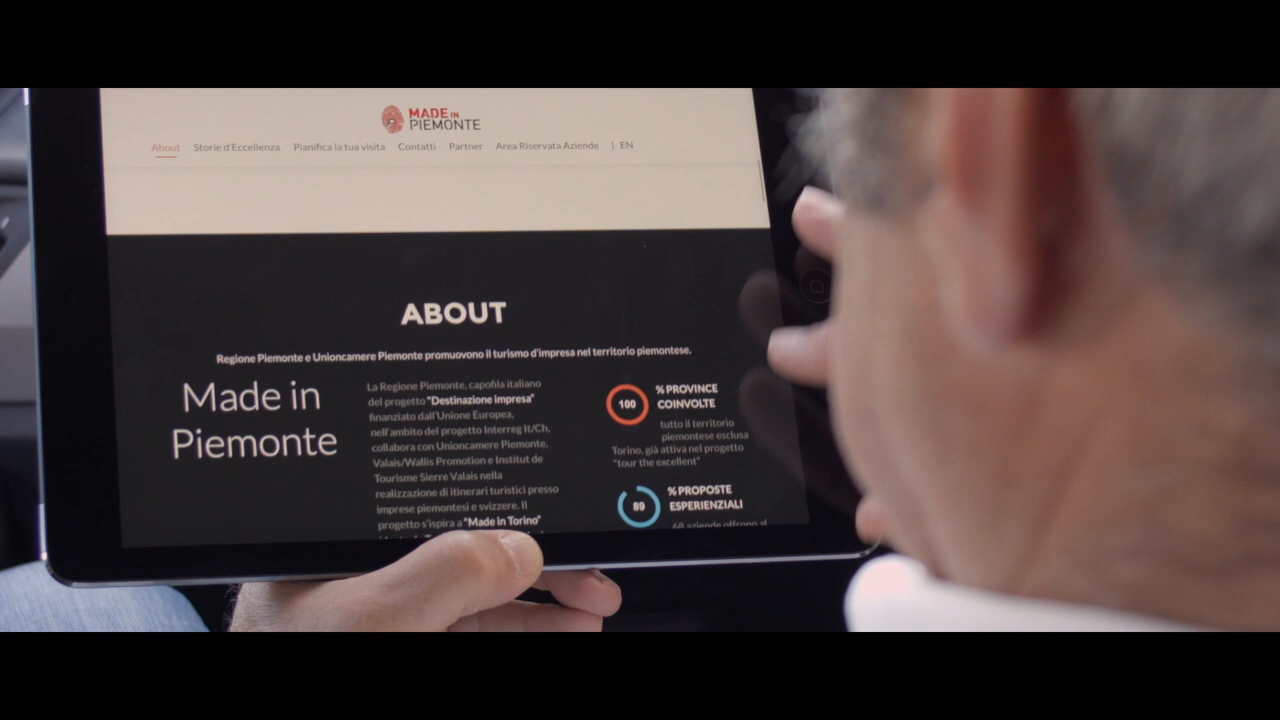 MADE IN
PIEMONTE
About Storie d'Eccellenza Pianifica la tua visita Contatti Partner Area Riservata Aziende | EN
ABOUT
Regione Piemonte e Unioncamere Piemonte promuovono il turismo d'impresa nel territorio piemontese.
Made in
Piemonte
La Regione Piemonte, capofila italiano
del progetto "Destinazione impresa"
finanziato dall'Unione Europea,
nell'ambito del progetto Interreg It/Ch,
collabora con Unioncamere Piemonte,
Valais/Wallis Promotion e Institut de
Tourisme Sierre Valais nella
realizzazione di itinerari turistici presso
imprese piemontesi e svizzere. Il
progetto s'ispira a "Made in Torino"
100
% PROVINCE
COINVOLTE
tutto il territorio
piemontese esclusa
Torino, già attiva nel progetto
"tour the excellent"
89
% PROPOSTE
ESPERIENZIALI
68 aziende offrono al